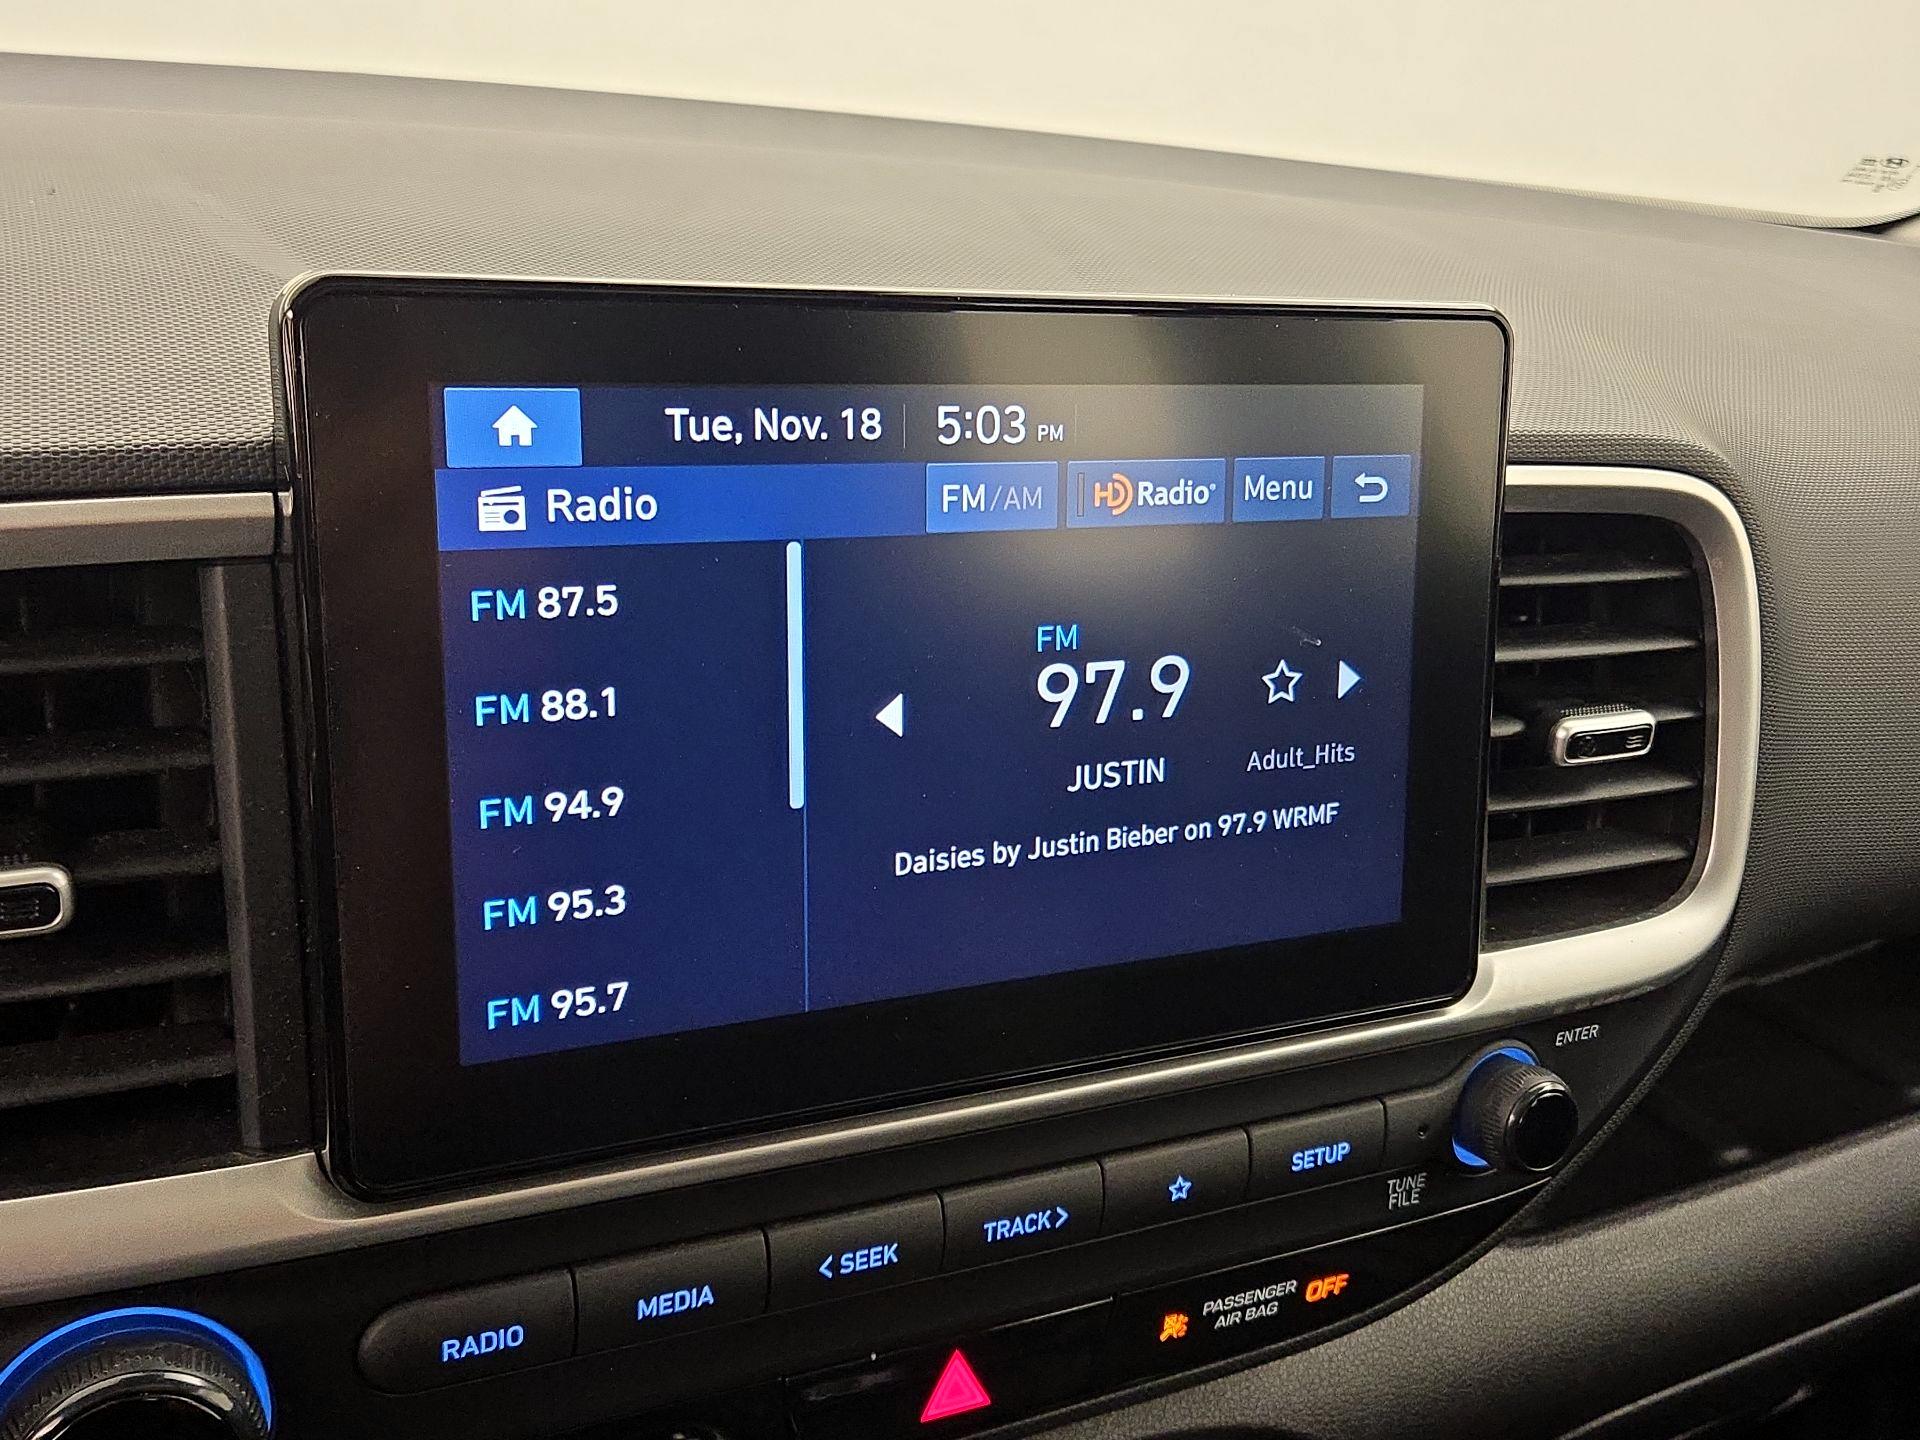 Tue, Nov. 18 5:03 PM
Radio FM/AM HD Radio® Menu
FM 87.5
FM 88.1
FM 94.9
FM 95.3
FM 95.7
FM
97.9
JUSTIN Adult_Hits
Daisies by Justin Bieber on 97.9 WRMF
ENTER
TUNE
FILE
RADIO MEDIA < SEEK TRACK > SETUP
PASSENGER
AIR BAG OFF